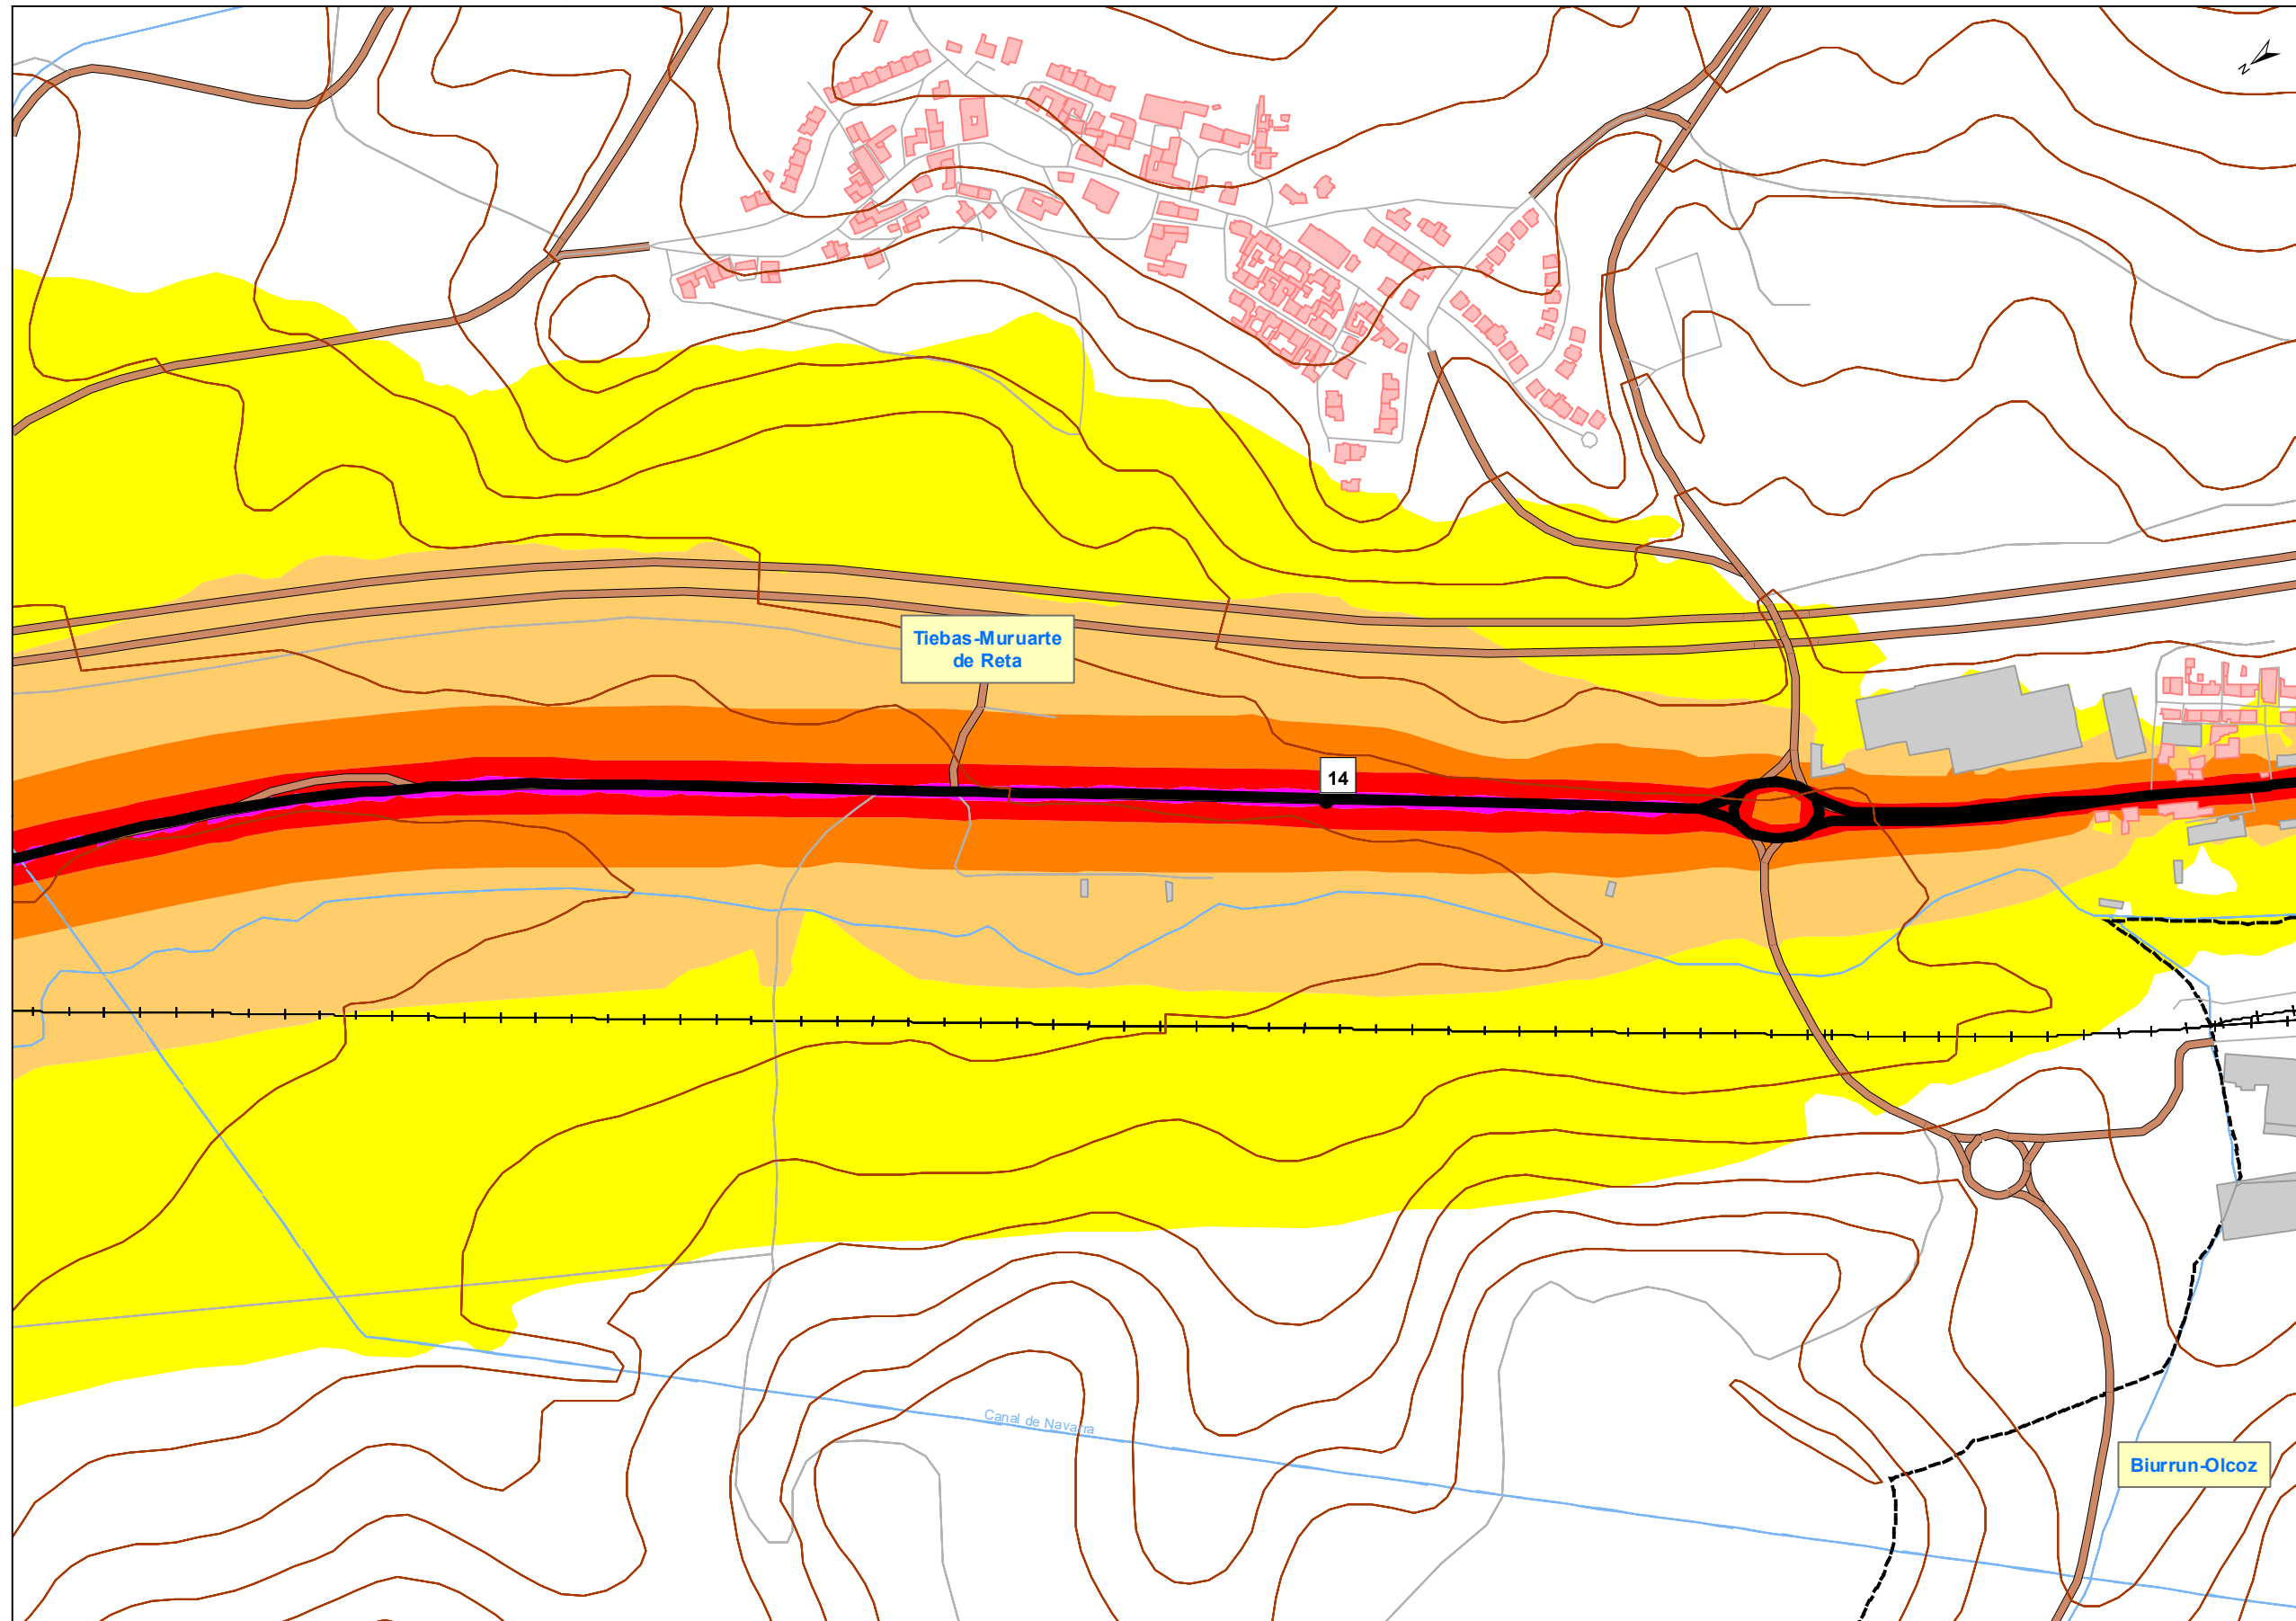 N
Tiebas-Muruarte
de Reta
14
Canal de Navarra
Biurrun-Olcoz